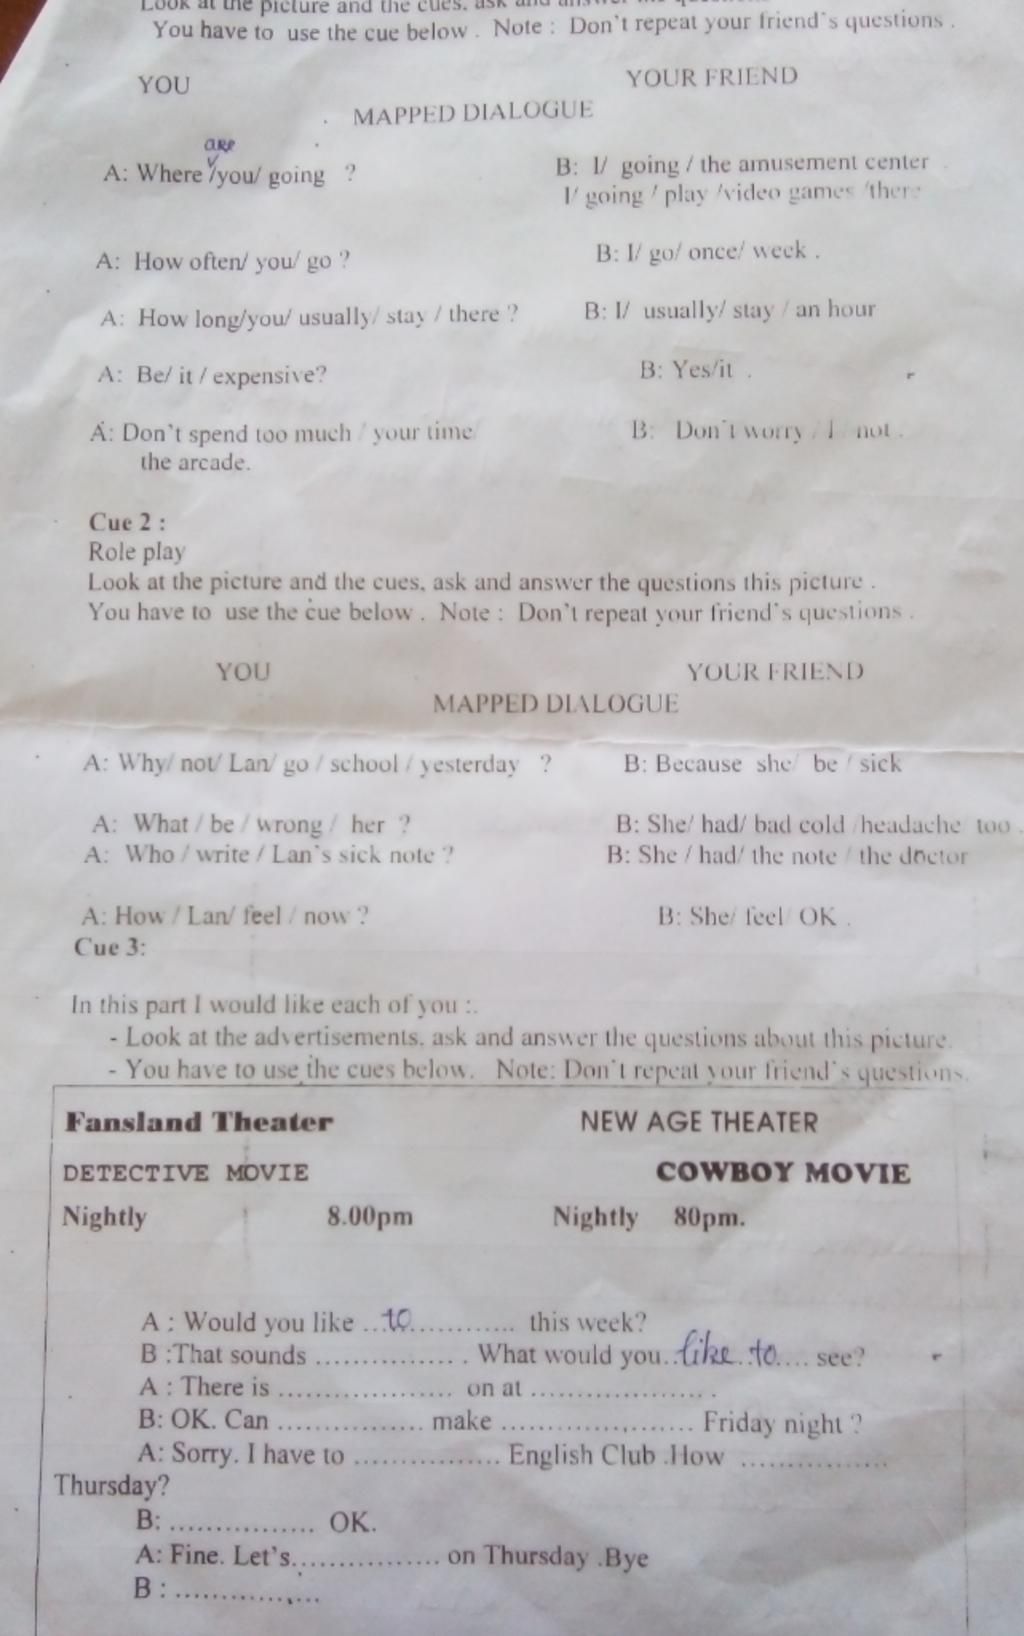 Look at the picture and the cues, ask and answer the
You have to use the cue below . Note : Don't repeat your friend's questions .
YOU YOUR FRIEND
MAPPED DIALOGUE
are
A: Where /you/ going ? B: I/ going / the amusement center
I/ going / play /video games /there
A: How often/ you/ go ? B: I/ go/ once/ week .
A: How long/you/ usually/ stay / there ? B: I/ usually/ stay / an hour
A: Be/ it / expensive? B: Yes/it .
A: Don't spend too much / your time/ B: Don't worry / I / not .
the arcade.
Cue 2 :
Role play
Look at the picture and the cues, ask and answer the questions this picture .
You have to use the cue below . Note : Don't repeat your friend's questions .
YOU YOUR FRIEND
MAPPED DIALOGUE
A: Why/ not/ Lan/ go / school / yesterday ? B: Because she/ be / sick
A: What / be / wrong / her ? B: She/ had/ bad cold /headache/ too .
A: Who / write / Lan's sick note ? B: She / had/ the note / the doctor
A: How / Lan/ feel / now ? B: She/ feel/ OK .
Cue 3:
In this part I would like each of you :.
- Look at the advertisements, ask and answer the questions about this picture.
- You have to use the cues below. Note: Don't repeat your friend's questions.
Fansland Theater NEW AGE THEATER
DETECTIVE MOVIE COWBOY MOVIE
Nightly 8.00pm Nightly 80pm.
A : Would you like ..to............. this week?
B :That sounds ................ . What would you..like..to.... see?
A : There is .................... on at .................... .
B: OK. Can ................ make ..................... Friday night ?
A: Sorry. I have to ................ English Club .How ................
Thursday?
B: ................ OK.
A: Fine. Let's................ on Thursday .Bye
B : ................